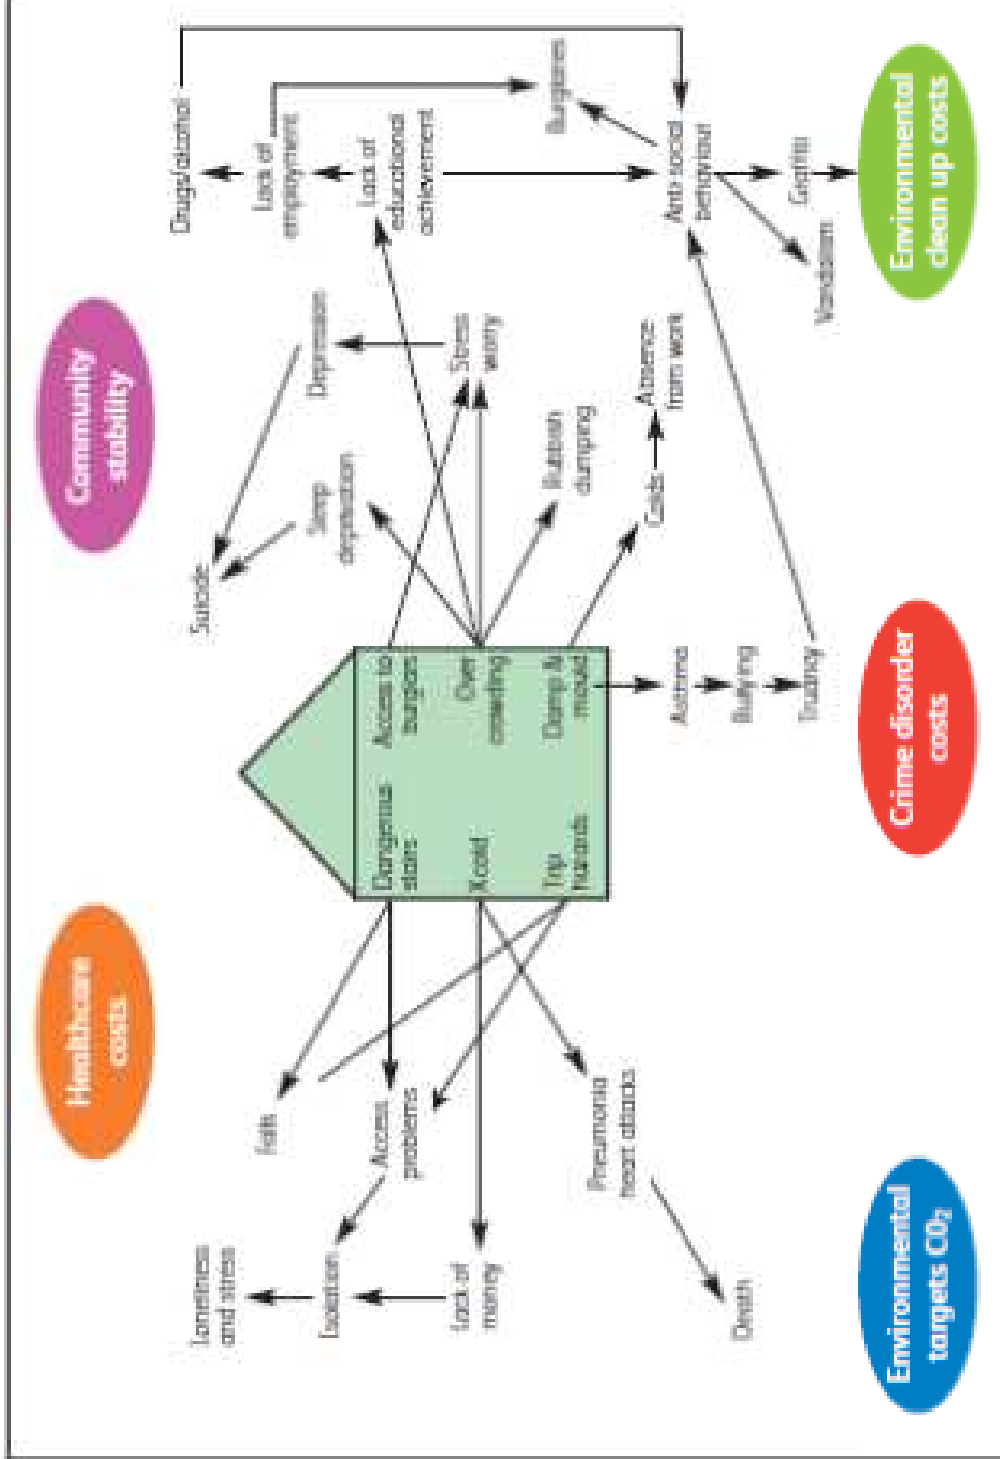 Healthcare
costs
Community
stability
Loneliness
and stress
Suicide
Drugs/alcohol
Falls
Isolation
Depression
Lack of
employment
Sleep
deprivation
Access
problems
Dangerous
stairs
Access to
burglars
Lack of
educational
achievement
Lack of
money
Xcold
Over
crowding
Stress
worry
Trip
hazards
Damp &
mould
Rubbish
dumping
Burglaries
Pneumonia
heart attacks
Colds
Absence
from work
Asthma
Anti social
behaviour
Death
Bullying
Truancy
Vandalism
Graffiti
Environmental
targets C0₂
Crime disorder
costs
Environmental
clean up costs